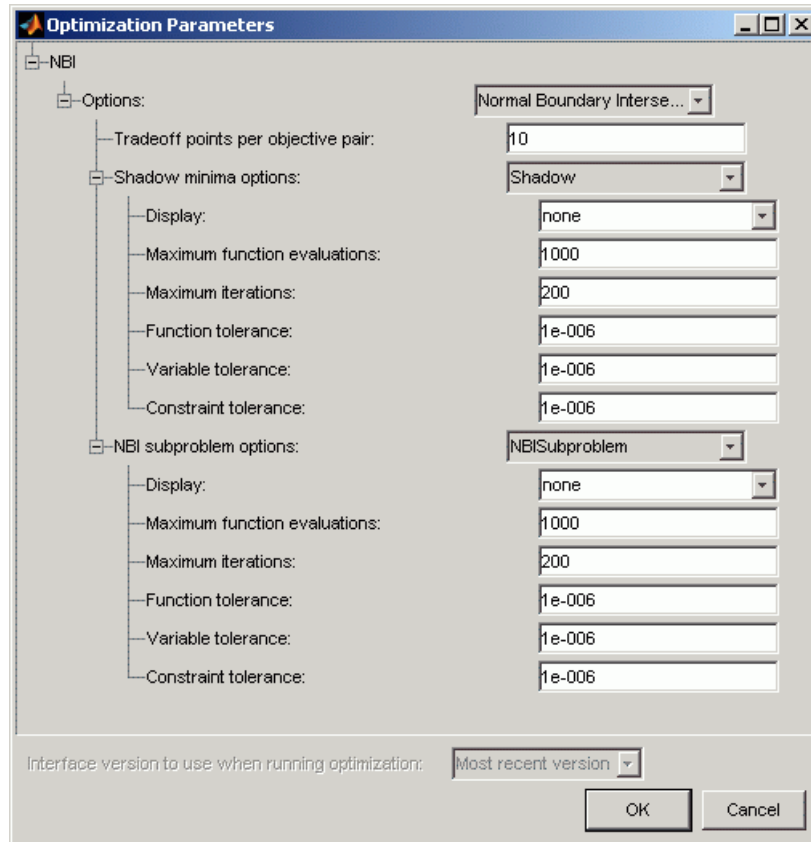 Optimization Parameters
NBI
Options: Normal Boundary Interse...
Tradeoff points per objective pair: 10
Shadow minima options: Shadow
Display: none
Maximum function evaluations: 1000
Maximum iterations: 200
Function tolerance: 1e-006
Variable tolerance: 1e-006
Constraint tolerance: 1e-006
NBI subproblem options: NBISubproblem
Display: none
Maximum function evaluations: 1000
Maximum iterations: 200
Function tolerance: 1e-006
Variable tolerance: 1e-006
Constraint tolerance: 1e-006
Interface version to use when running optimization: Most recent version
OK Cancel